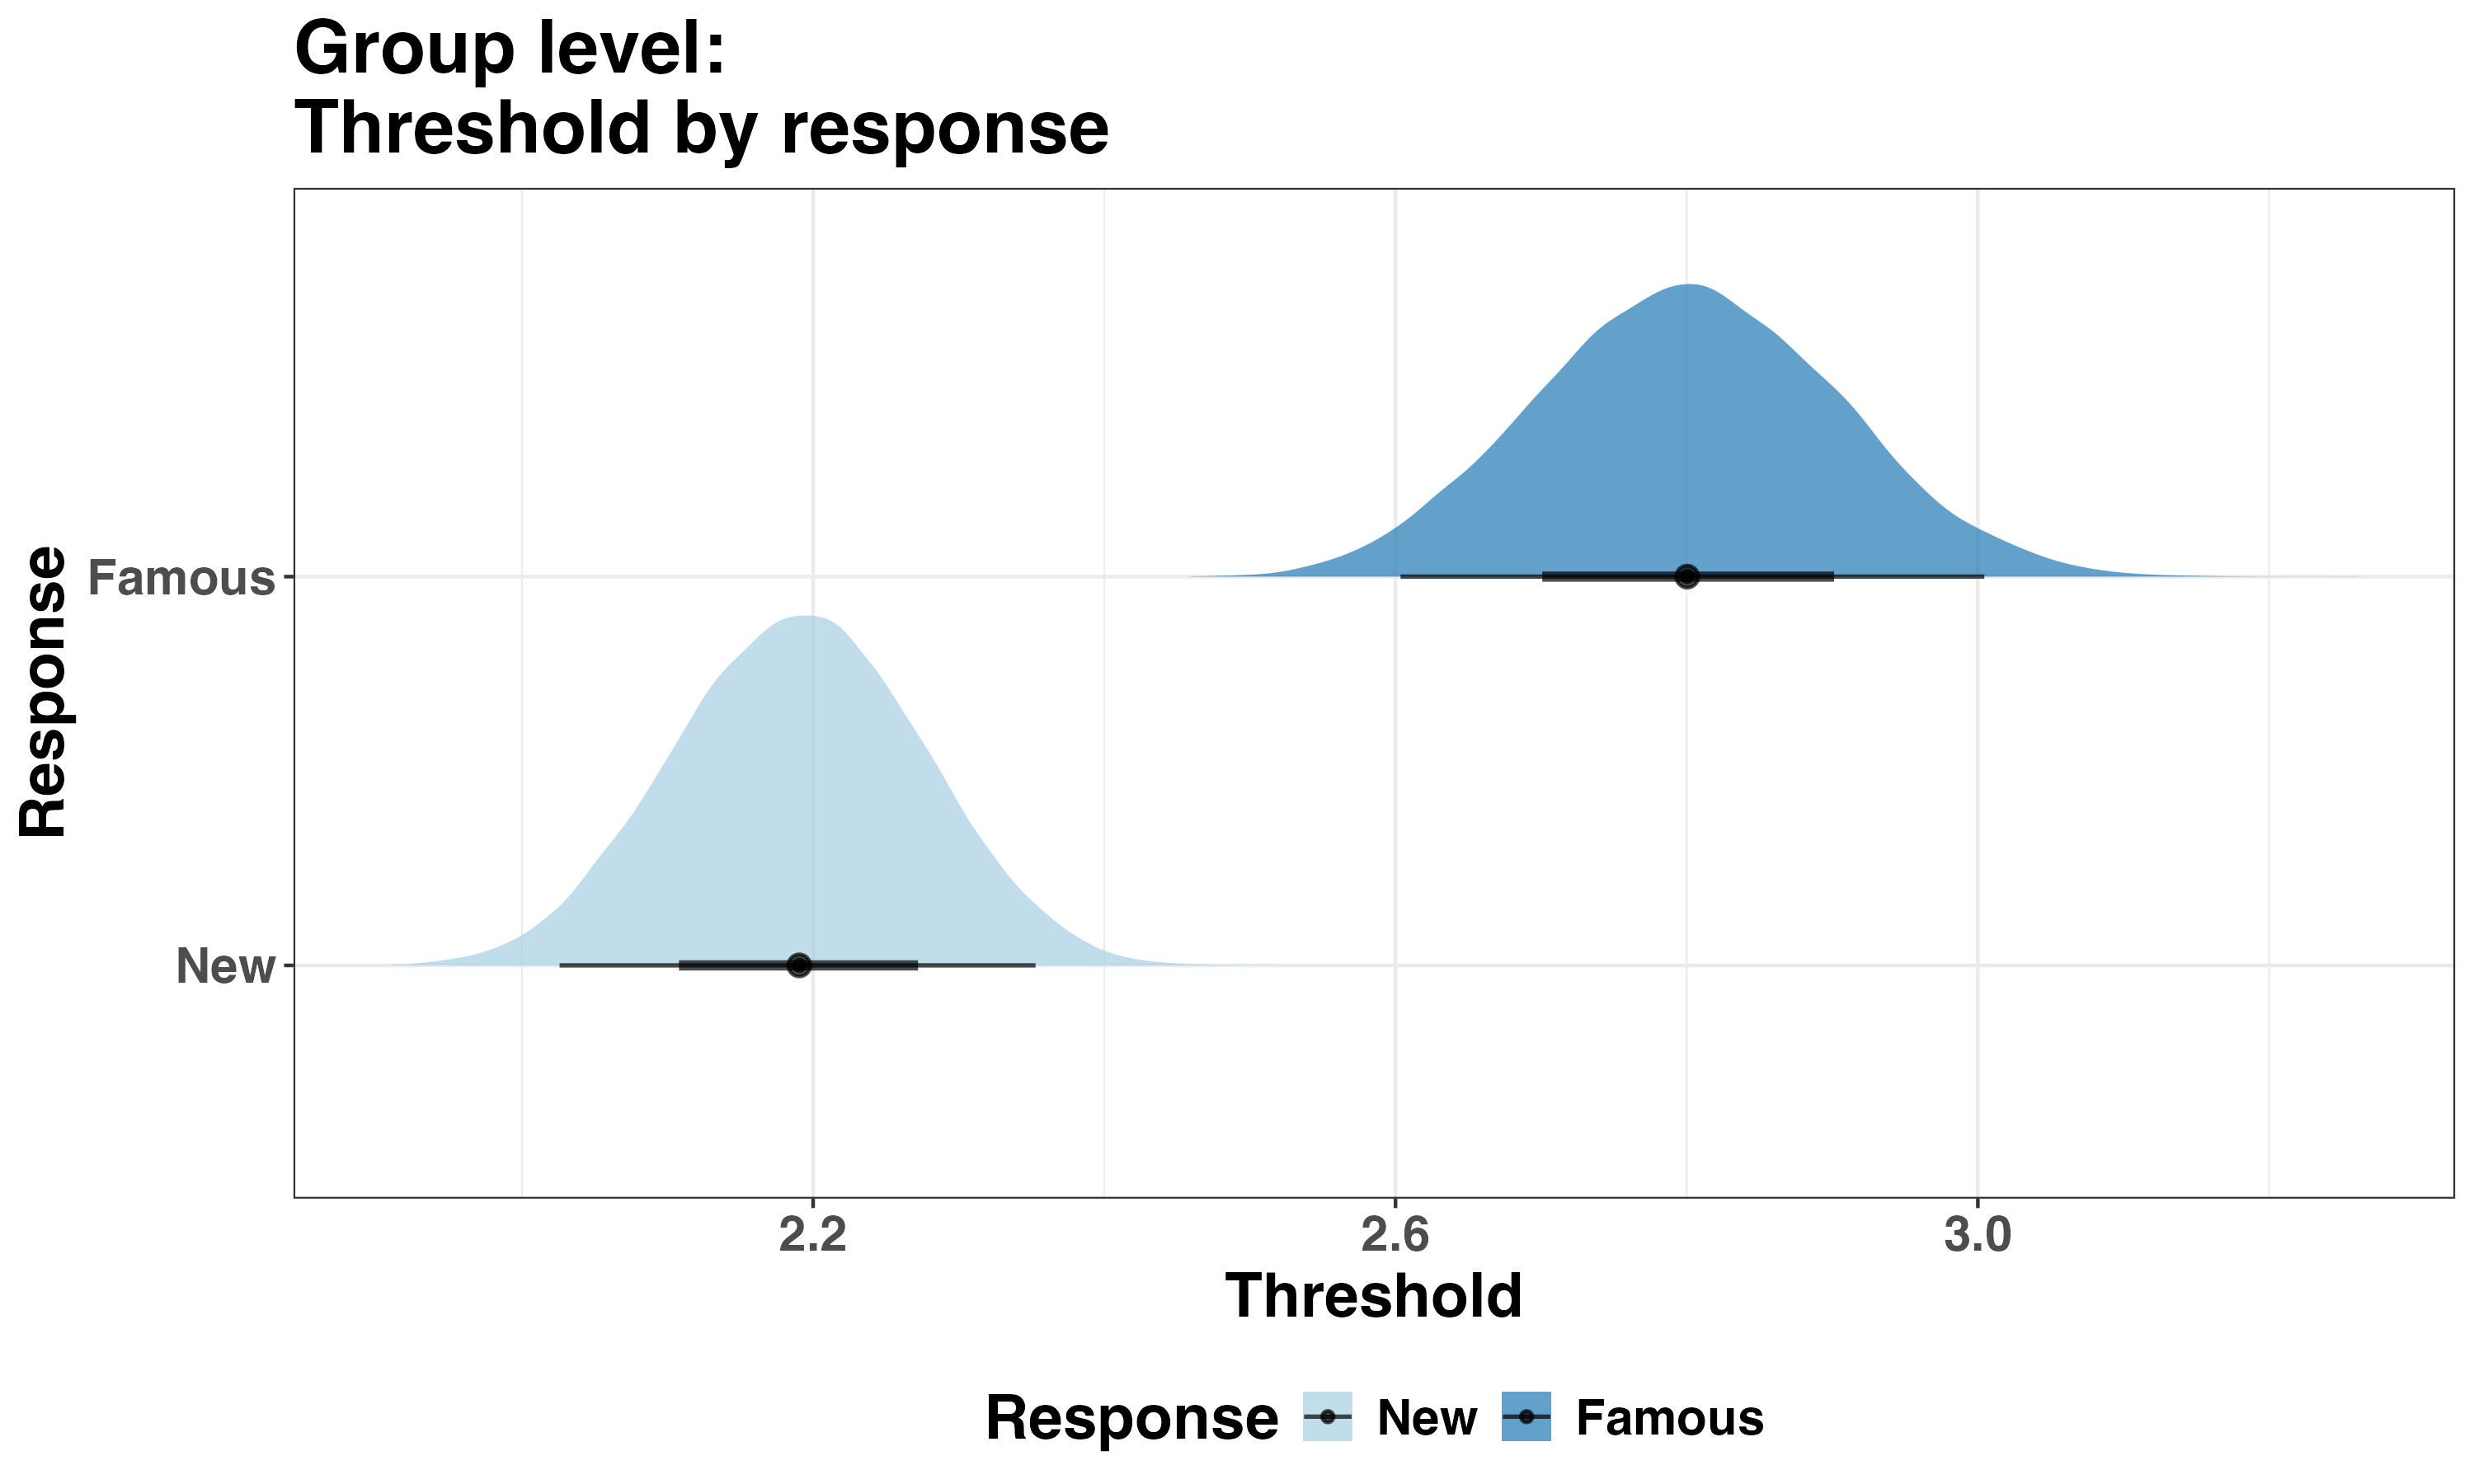 Group level:
Threshold by response
Response
Famous
New
2.2
2.6
3.0
Threshold
Response New Famous